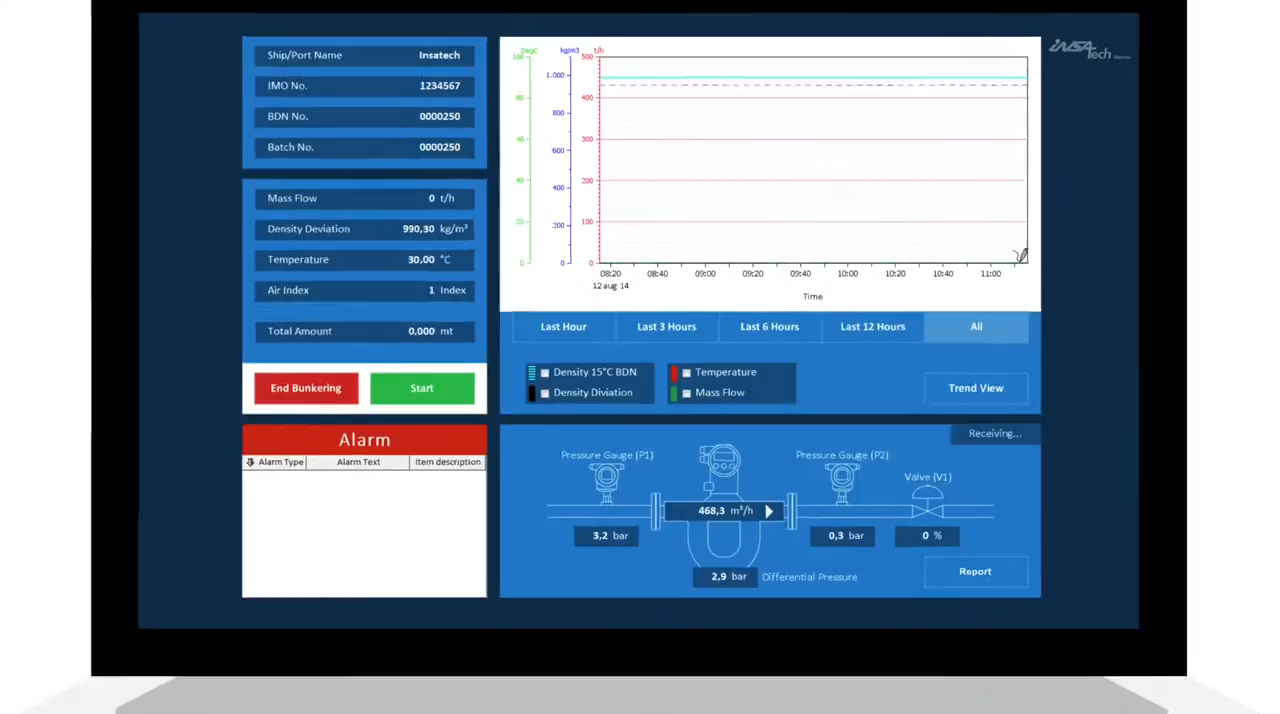 Ship/Port Name Insatech
IMO No. 1234567
BDN No. 0000250
Batch No. 0000250
Mass Flow 0 t/h
Density Deviation 990,30 kg/m³
Temperature 30,00 °C
Air Index 1 Index
Total Amount 0,000 mt
End Bunkering Start
Alarm
Alarm Type Alarm Text Item description
DegC kg/m3 t/h
100 500
1.000
80 800 400
60 600 300
40 400 200
20 200 100
0 0 0
08:20 08:40 09:00 09:20 09:40 10:00 10:20 10:40 11:00
12 aug 14
Time
Last Hour Last 3 Hours Last 6 Hours Last 12 Hours All
Density 15°C BDN Temperature
Density Diviation Mass Flow
Trend View
Receiving...
Pressure Gauge (P1) Pressure Gauge (P2)
Valve (V1)
468,3 m³/h
3,2 bar 0,3 bar 0 %
2,9 bar Differential Pressure
Report
INSATech